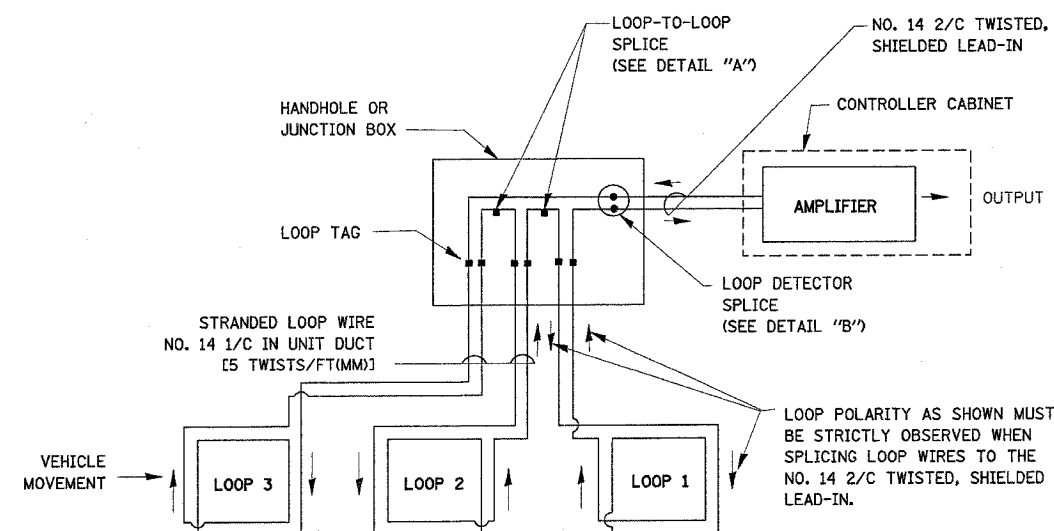 LOOP-TO-LOOP
SPLICE
(SEE DETAIL "A")
NO. 14 2/C TWISTED,
SHIELDED LEAD-IN
HANDHOLE OR
JUNCTION BOX
CONTROLLER CABINET
AMPLIFIER
OUTPUT
LOOP TAG
LOOP DETECTOR
SPLICE
(SEE DETAIL "B")
STRANDED LOOP WIRE
NO. 14 1/C IN UNIT DUCT
[5 TWISTS/FT(MM)]
LOOP POLARITY AS SHOWN MUST
BE STRICTLY OBSERVED WHEN
SPLICING LOOP WIRES TO THE
NO. 14 2/C TWISTED, SHIELDED
LEAD-IN.
VEHICLE
MOVEMENT
LOOP 3
LOOP 2
LOOP 1